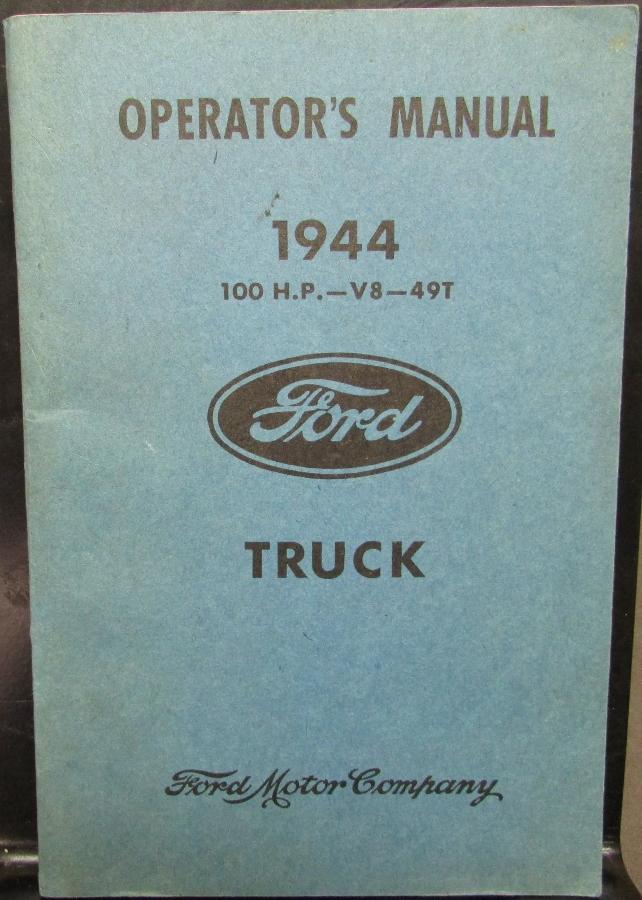 OPERATOR'S MANUAL
1944
100 H.P.—V8—49T
Ford
TRUCK
Ford Motor Company